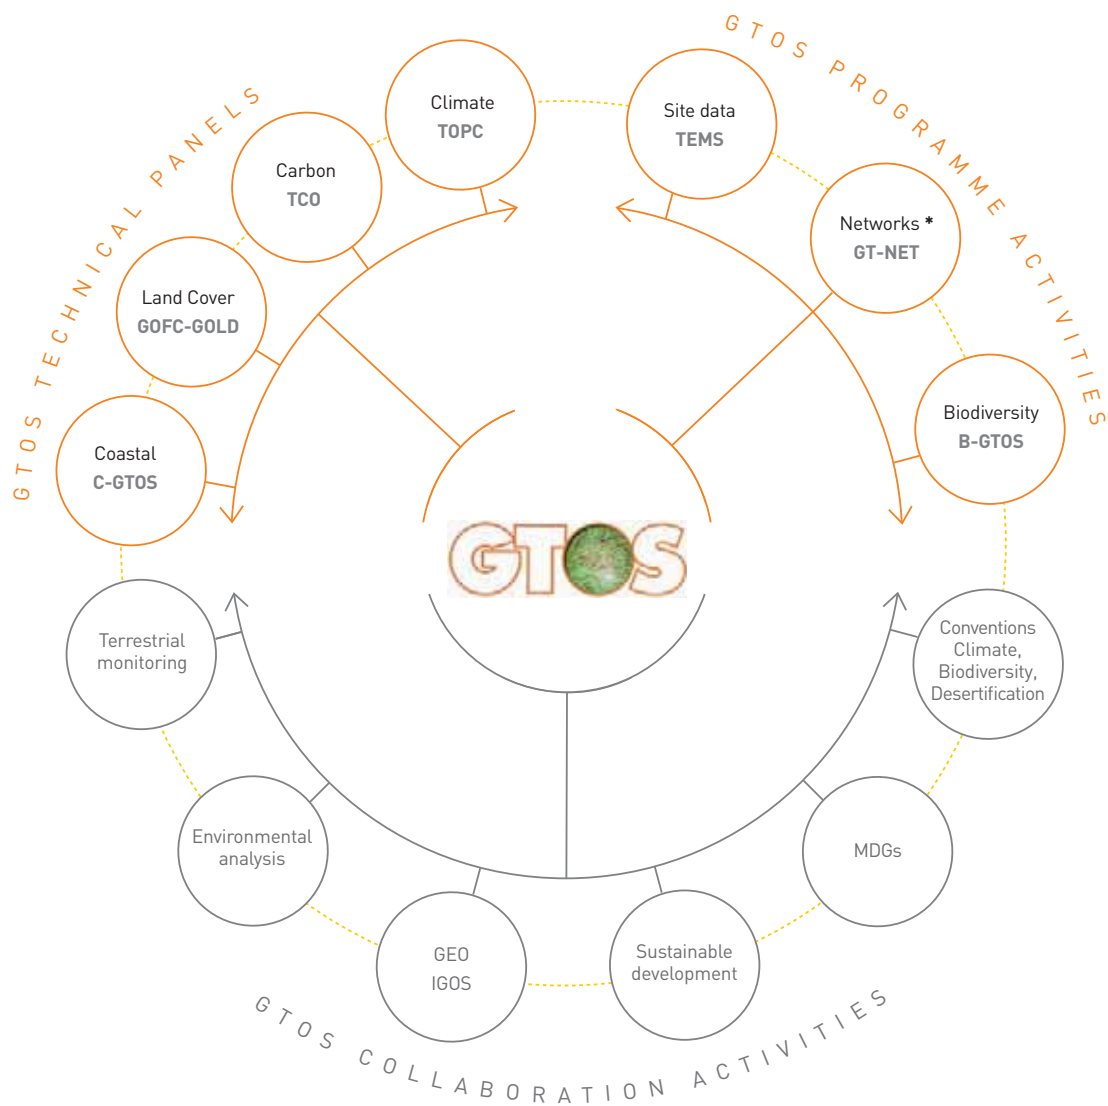 GTOS TECHNICAL PANELS
Climate
TOPC
Carbon
TCO
Land Cover
GOFC-GOLD
Coastal
C-GTOS
GTOS PROGRAMME ACTIVITIES
Site data
TEMS
Networks *
GT-NET
Biodiversity
B-GTOS
GTOS
Terrestrial
monitoring
Environmental
analysis
GEO
IGOS
Sustainable
development
MDGs
Conventions
Climate,
Biodiversity,
Desertification
GTOS COLLABORATION ACTIVITIES